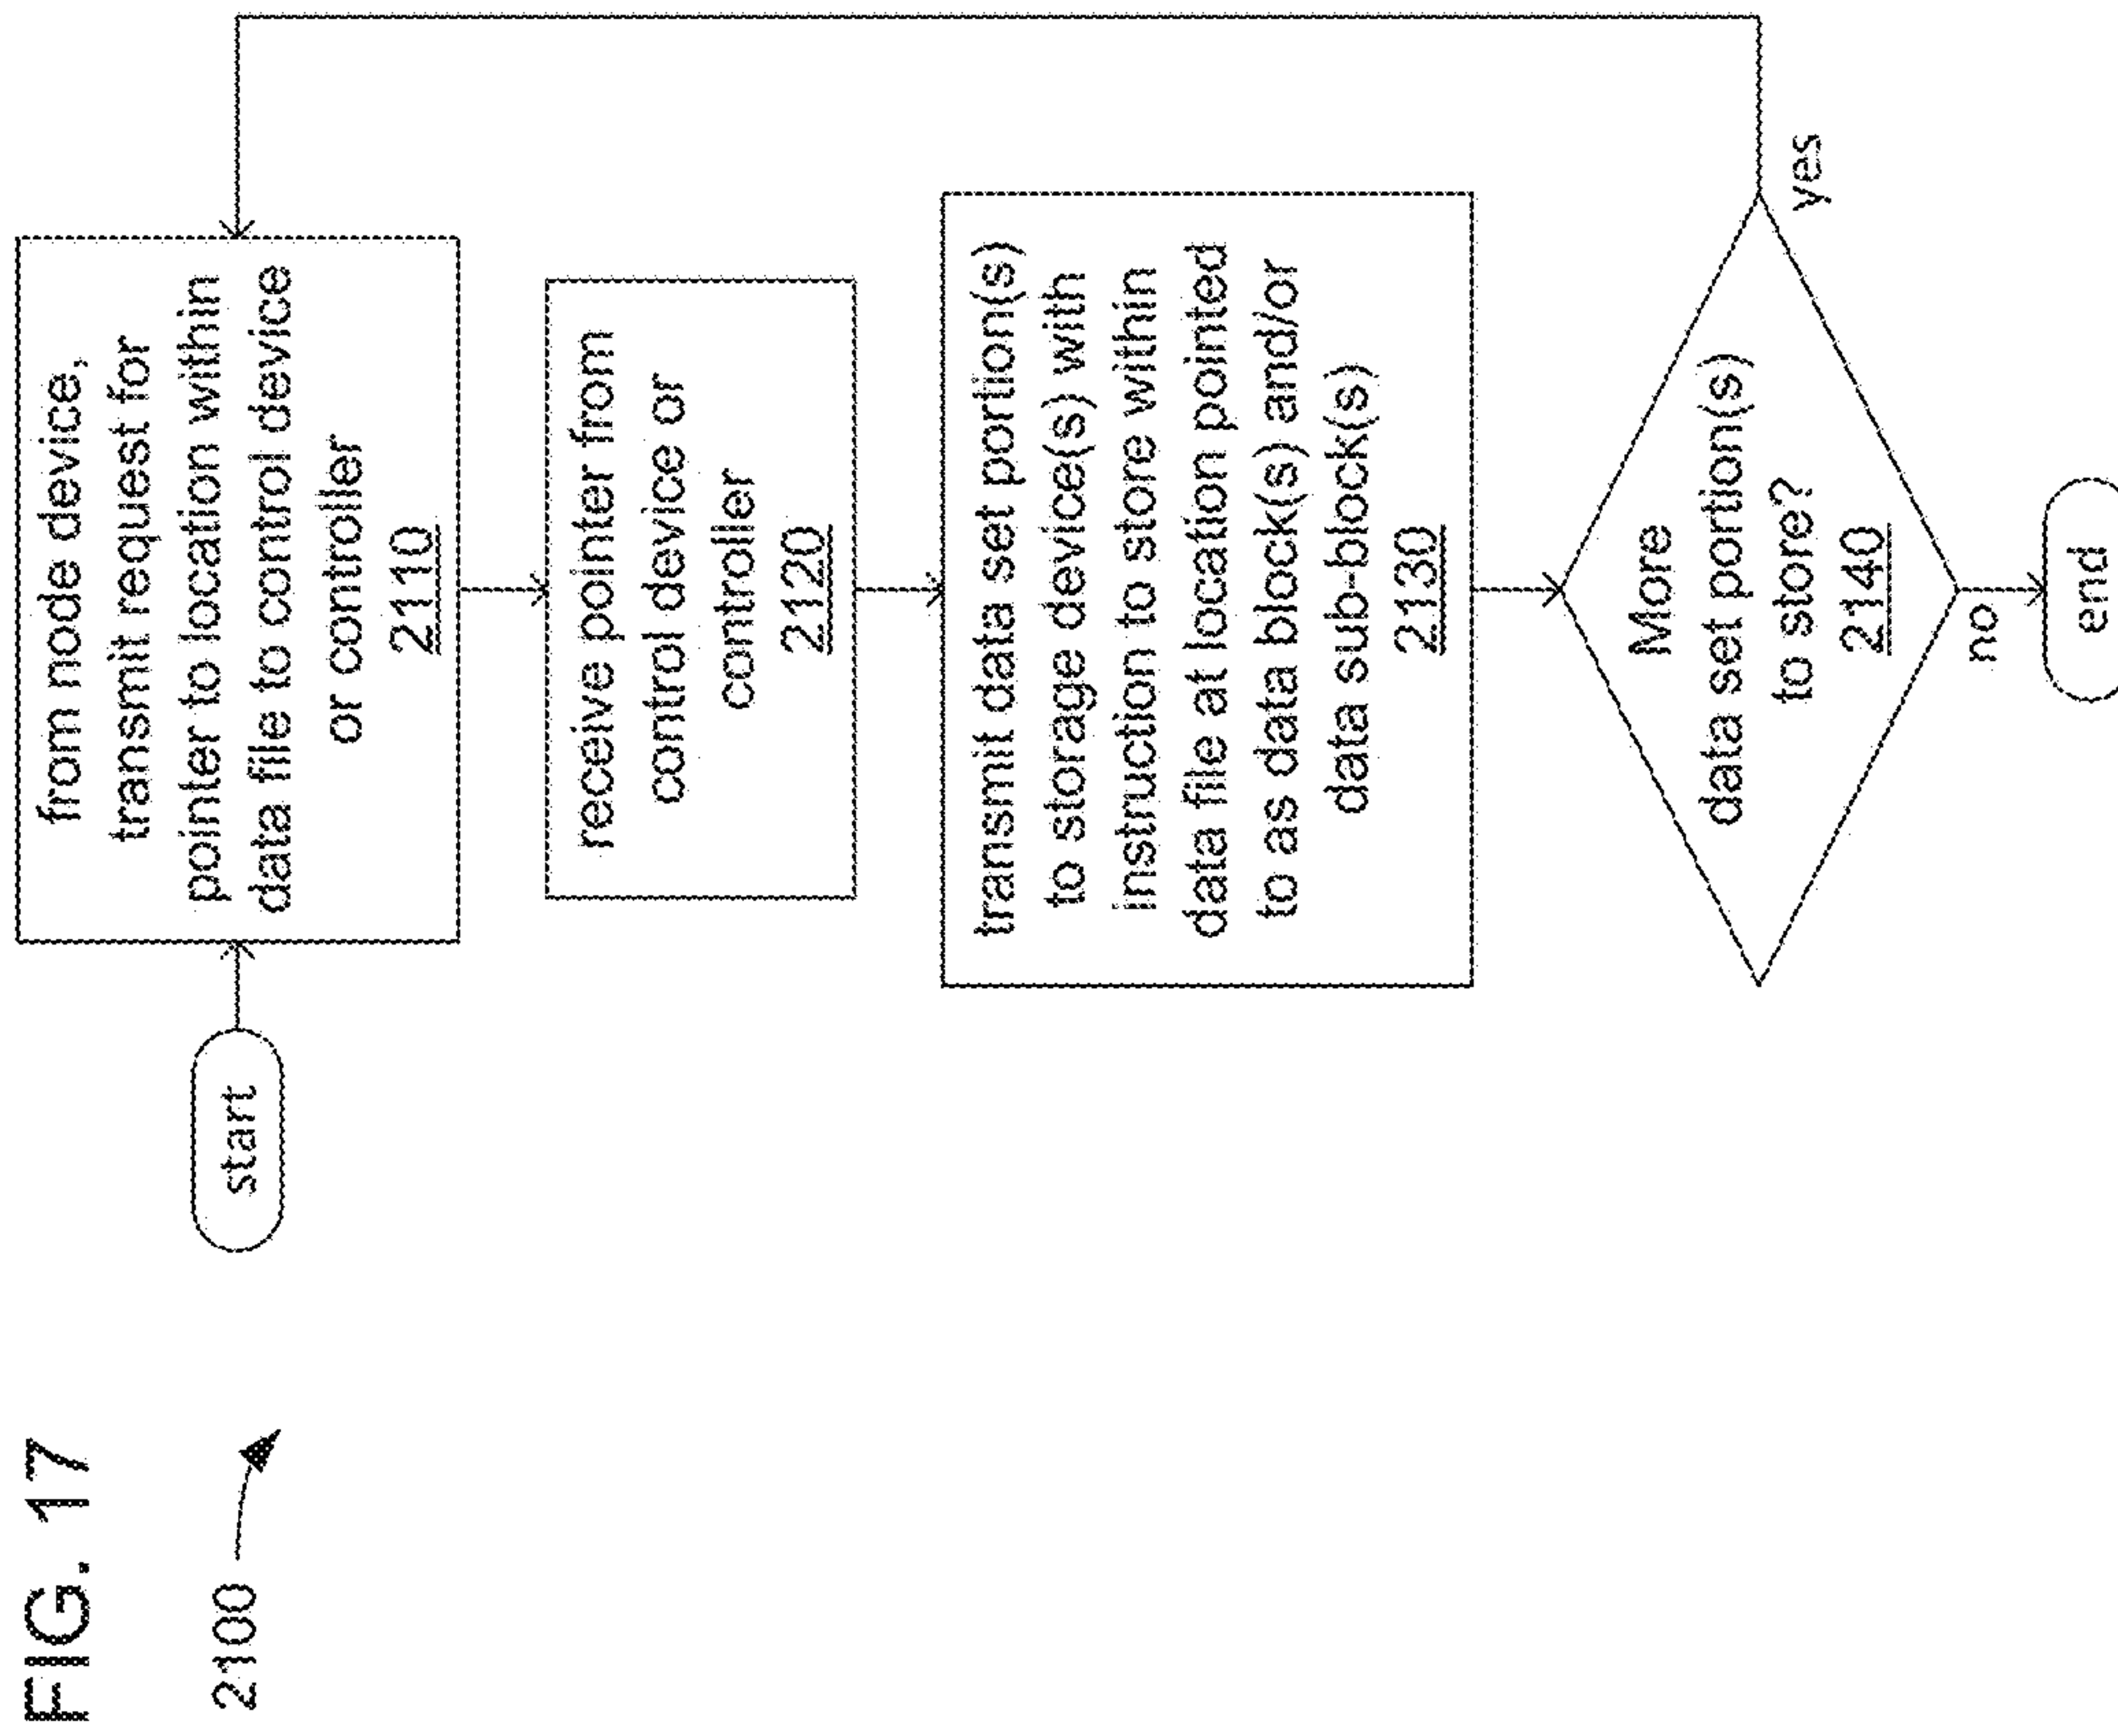 FIG. 17
2100
start
from node device,
transmit request for
pointer to location within
data file to control device
or controller
2110
receive pointer from
control device or
controller
2120
transmit data set portion(s)
to storage device(s) with
instruction to store within
data file at location pointed
to as data block(s) and/or
data sub-block(s)
2130
More
data set portion(s)
to store?
2140
yes
no
end